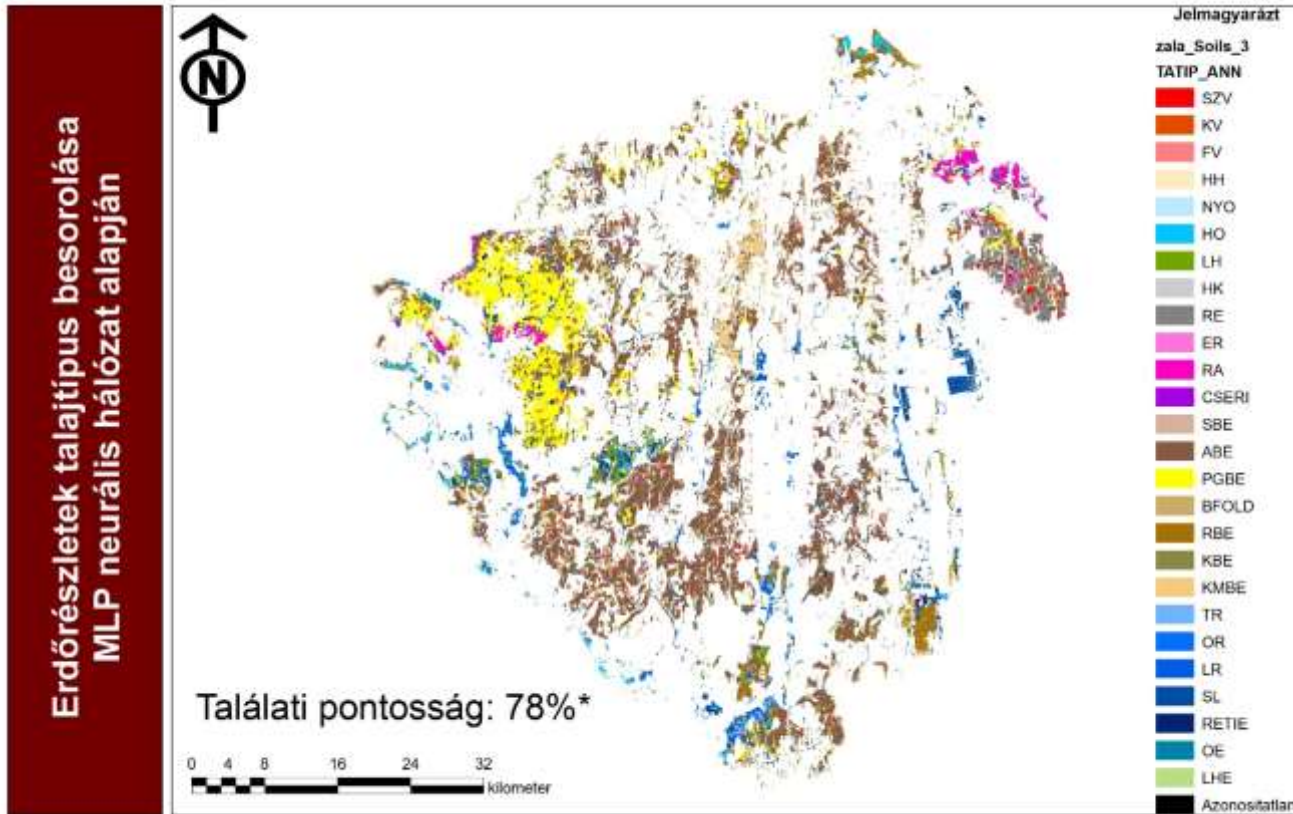 Erdőrészletek talajtípus besorolása
MLP neurális hálózat alapján
N
Találati pontosság: 78%*
0 4 8 16 24 32
kilometer
Jelmagyarázt
zala_Soils_3
TATIP_ANN
SZV
KV
FV
HH
NYO
HO
LH
HK
RE
ER
RA
CSERI
SBE
ABE
PGBE
BFOLD
RBE
KBE
KMBE
TR
OR
LR
SL
RETIE
OE
LHE
Azonosítatlan